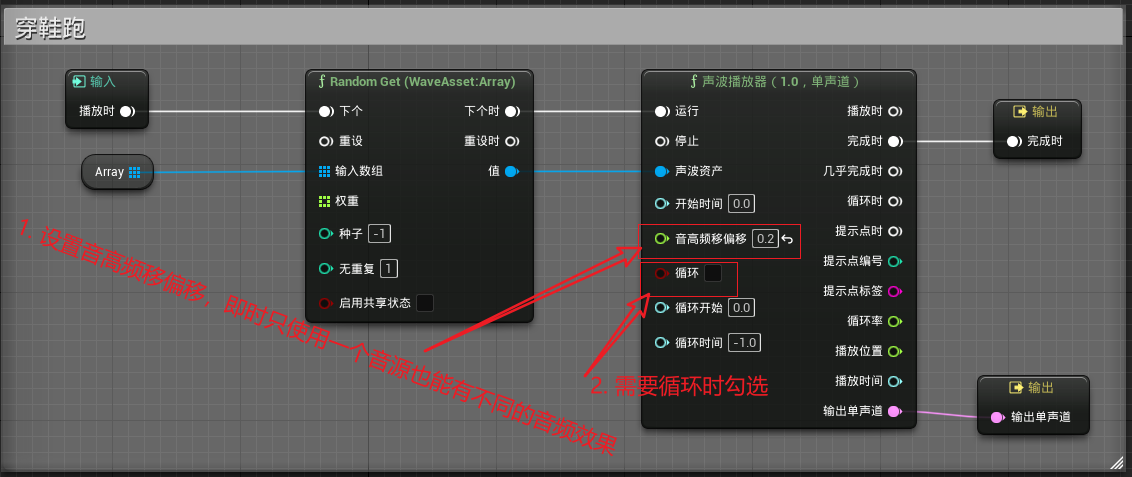 穿鞋跑
输入
播放时
Array
Random Get (WaveAsset:Array)
下个
下个时
重设
重设时
输入数组
值
权重
种子 -1
无重复 1
启用共享状态
声波播放器（1.0，单声道）
运行
播放时
停止
完成时
声波资产
几乎完成时
开始时间 0.0
循环时
音高频移偏移 0.2
提示点时
循环
提示点编号
循环开始 0.0
提示点标签
循环时间 -1.0
循环率
播放位置
播放时间
输出单声道
输出
完成时
输出
输出单声道
1. 设置音高频移偏移，即时只使用一个音源也能有不同的音频效果
2. 需要循环时勾选